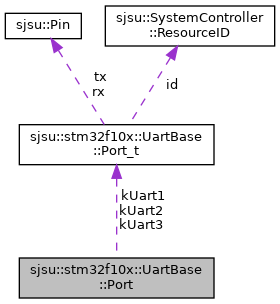 sjsu::Pin
sjsu::SystemController
::ResourceID
tx
rx
id
sjsu::stm32f10x::UartBase
::Port_t
kUart1
kUart2
kUart3
sjsu::stm32f10x::UartBase
::Port